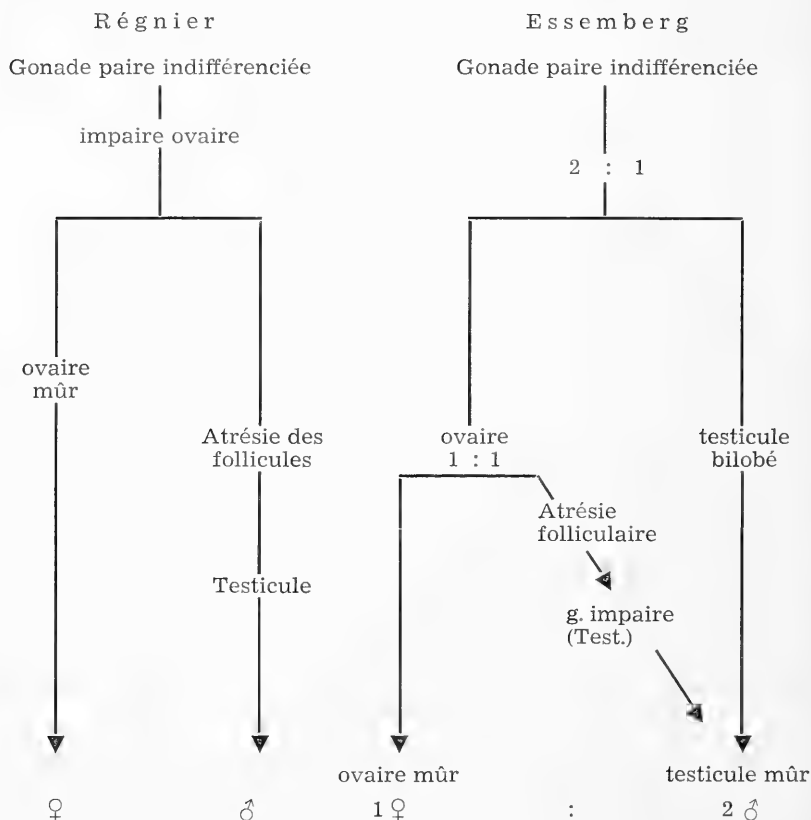 Régnier
Gonade paire indifférenciée
impaire ovaire
ovaire
mûr
Atrésie des
follicules
Testicule
♀ ♂
Essemberg
Gonade paire indifférenciée
2 : 1
ovaire
1 : 1
testicule
bilobé
Atrésie
folliculaire
g. impaire
(Test.)
ovaire mûr
testicule mûr
1 ♀ : 2 ♂